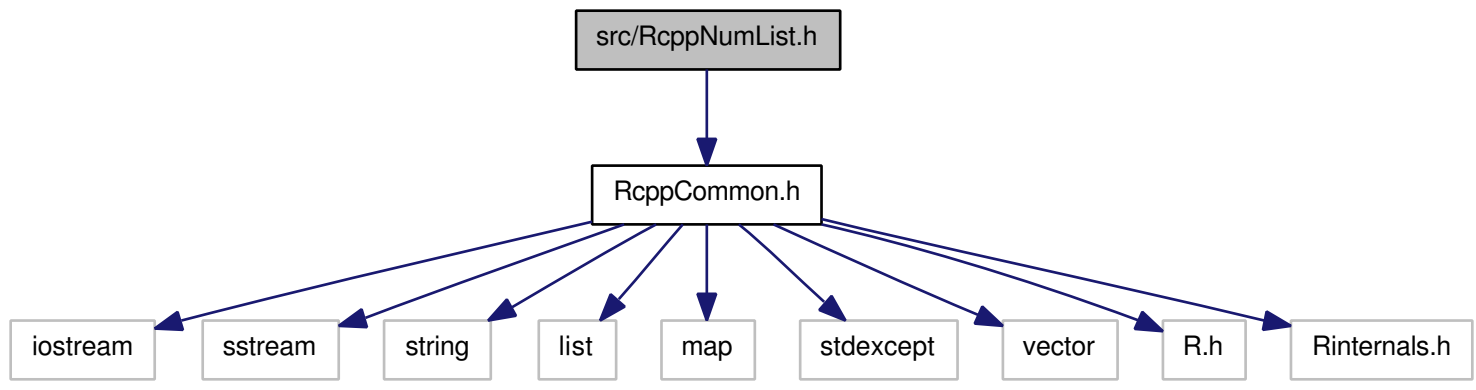 src/RcppNumList.h
RcppCommon.h
iostream
sstream
string
list
map
stdexcept
vector
R.h
Rinternals.h